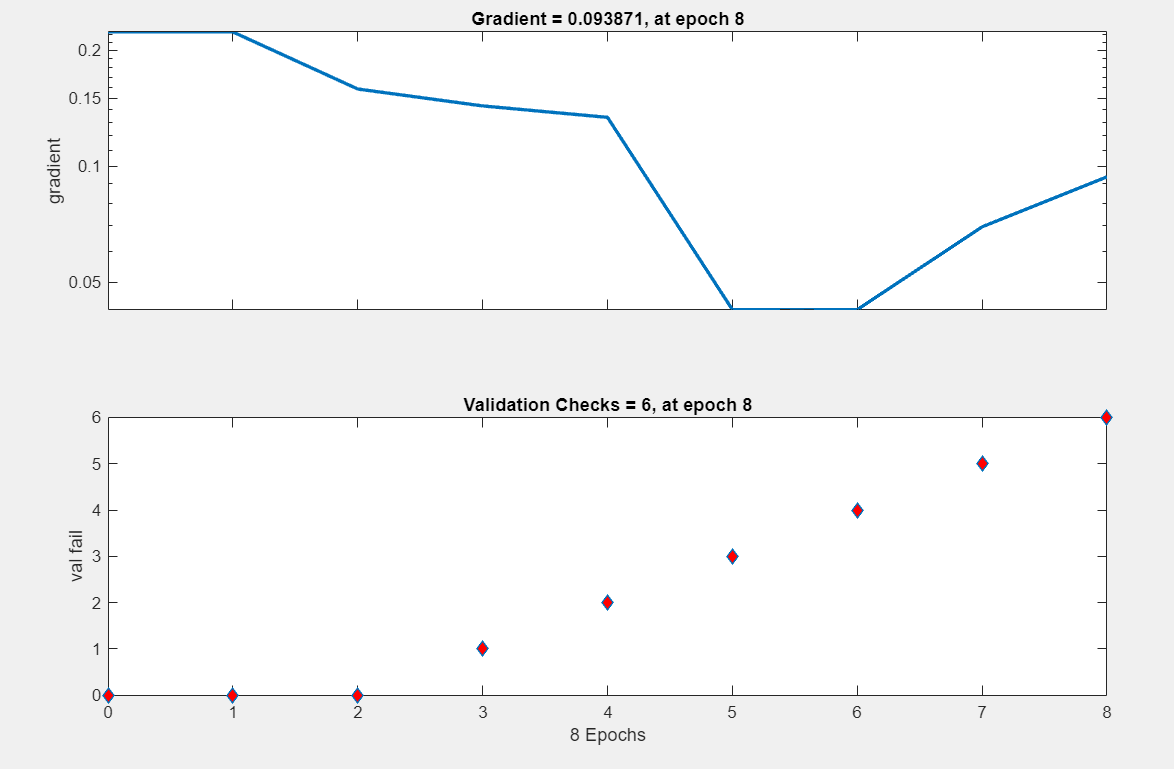 Gradient = 0.093871, at epoch 8
0.2
0.15
0.1
0.05
gradient
Validation Checks = 6, at epoch 8
6
5
4
3
2
1
0
val fail
0 1 2 3 4 5 6 7 8
8 Epochs